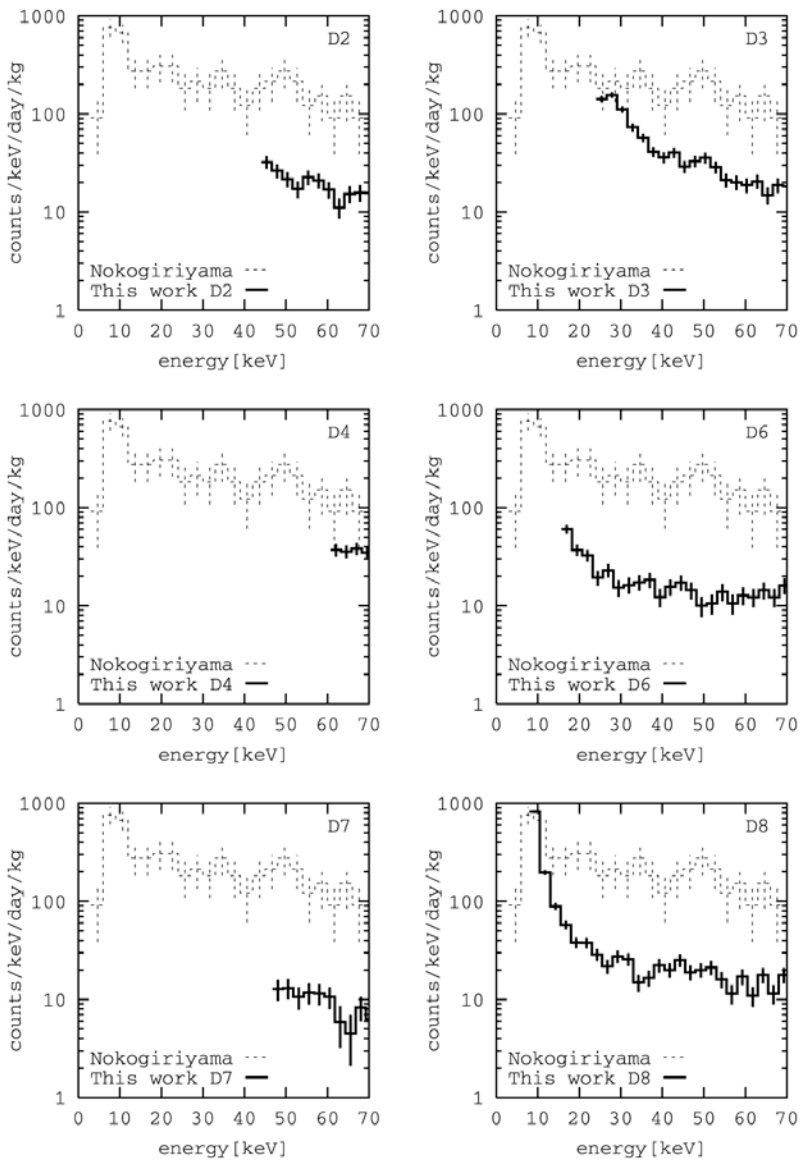 1000
D2
100
10
counts/keV/day/kg
Nokogiriyama
This work D2
1
0 10 20 30 40 50 60 70
energy[keV]
1000
D3
100
10
counts/keV/day/kg
Nokogiriyama
This work D3
1
0 10 20 30 40 50 60 70
energy[keV]
1000
D4
100
10
counts/keV/day/kg
Nokogiriyama
This work D4
1
0 10 20 30 40 50 60 70
energy[keV]
1000
D6
100
10
counts/keV/day/kg
Nokogiriyama
This work D6
1
0 10 20 30 40 50 60 70
energy[keV]
1000
D7
100
10
counts/keV/day/kg
Nokogiriyama
This work D7
1
0 10 20 30 40 50 60 70
energy[keV]
1000
D8
100
10
counts/keV/day/kg
Nokogiriyama
This work D8
1
0 10 20 30 40 50 60 70
energy[keV]